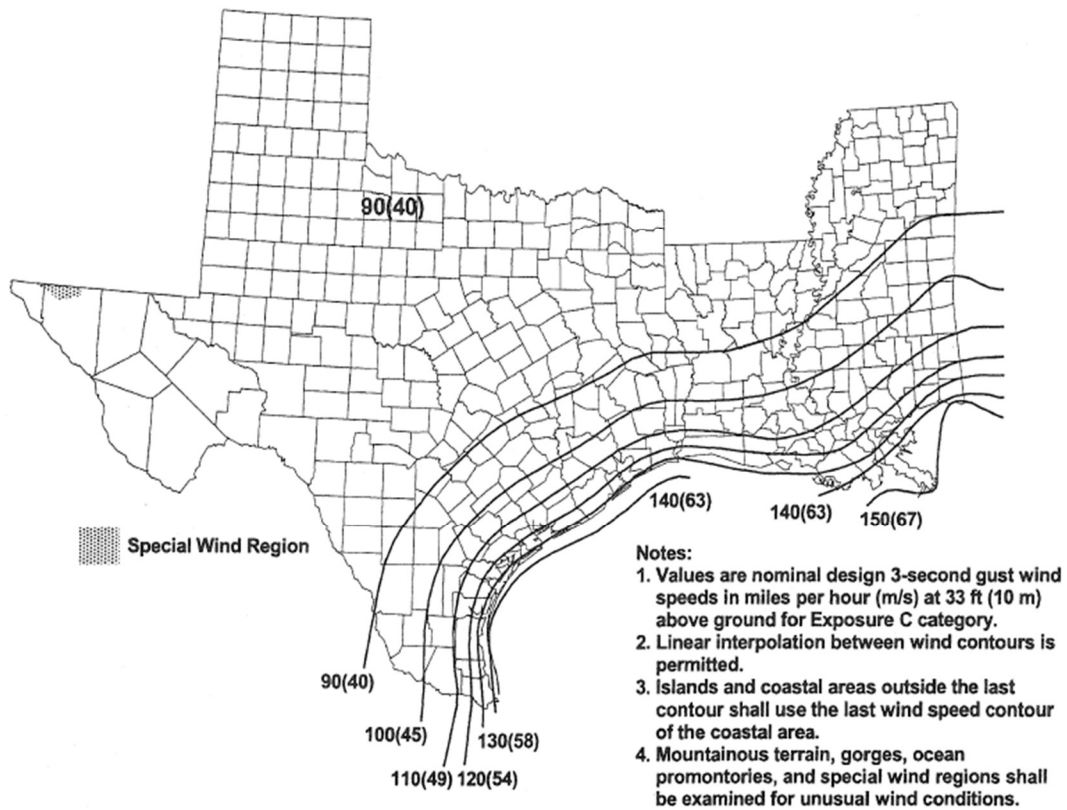 90(40)
140(63)
140(63)
150(67)
Special Wind Region
90(40)
100(45)
130(58)
110(49)
120(54)
Notes:
1. Values are nominal design 3-second gust wind
speeds in miles per hour (m/s) at 33 ft (10 m)
above ground for Exposure C category.
2. Linear interpolation between wind contours is
permitted.
3. Islands and coastal areas outside the last
contour shall use the last wind speed contour
of the coastal area.
4. Mountainous terrain, gorges, ocean
promontories, and special wind regions shall
be examined for unusual wind conditions.